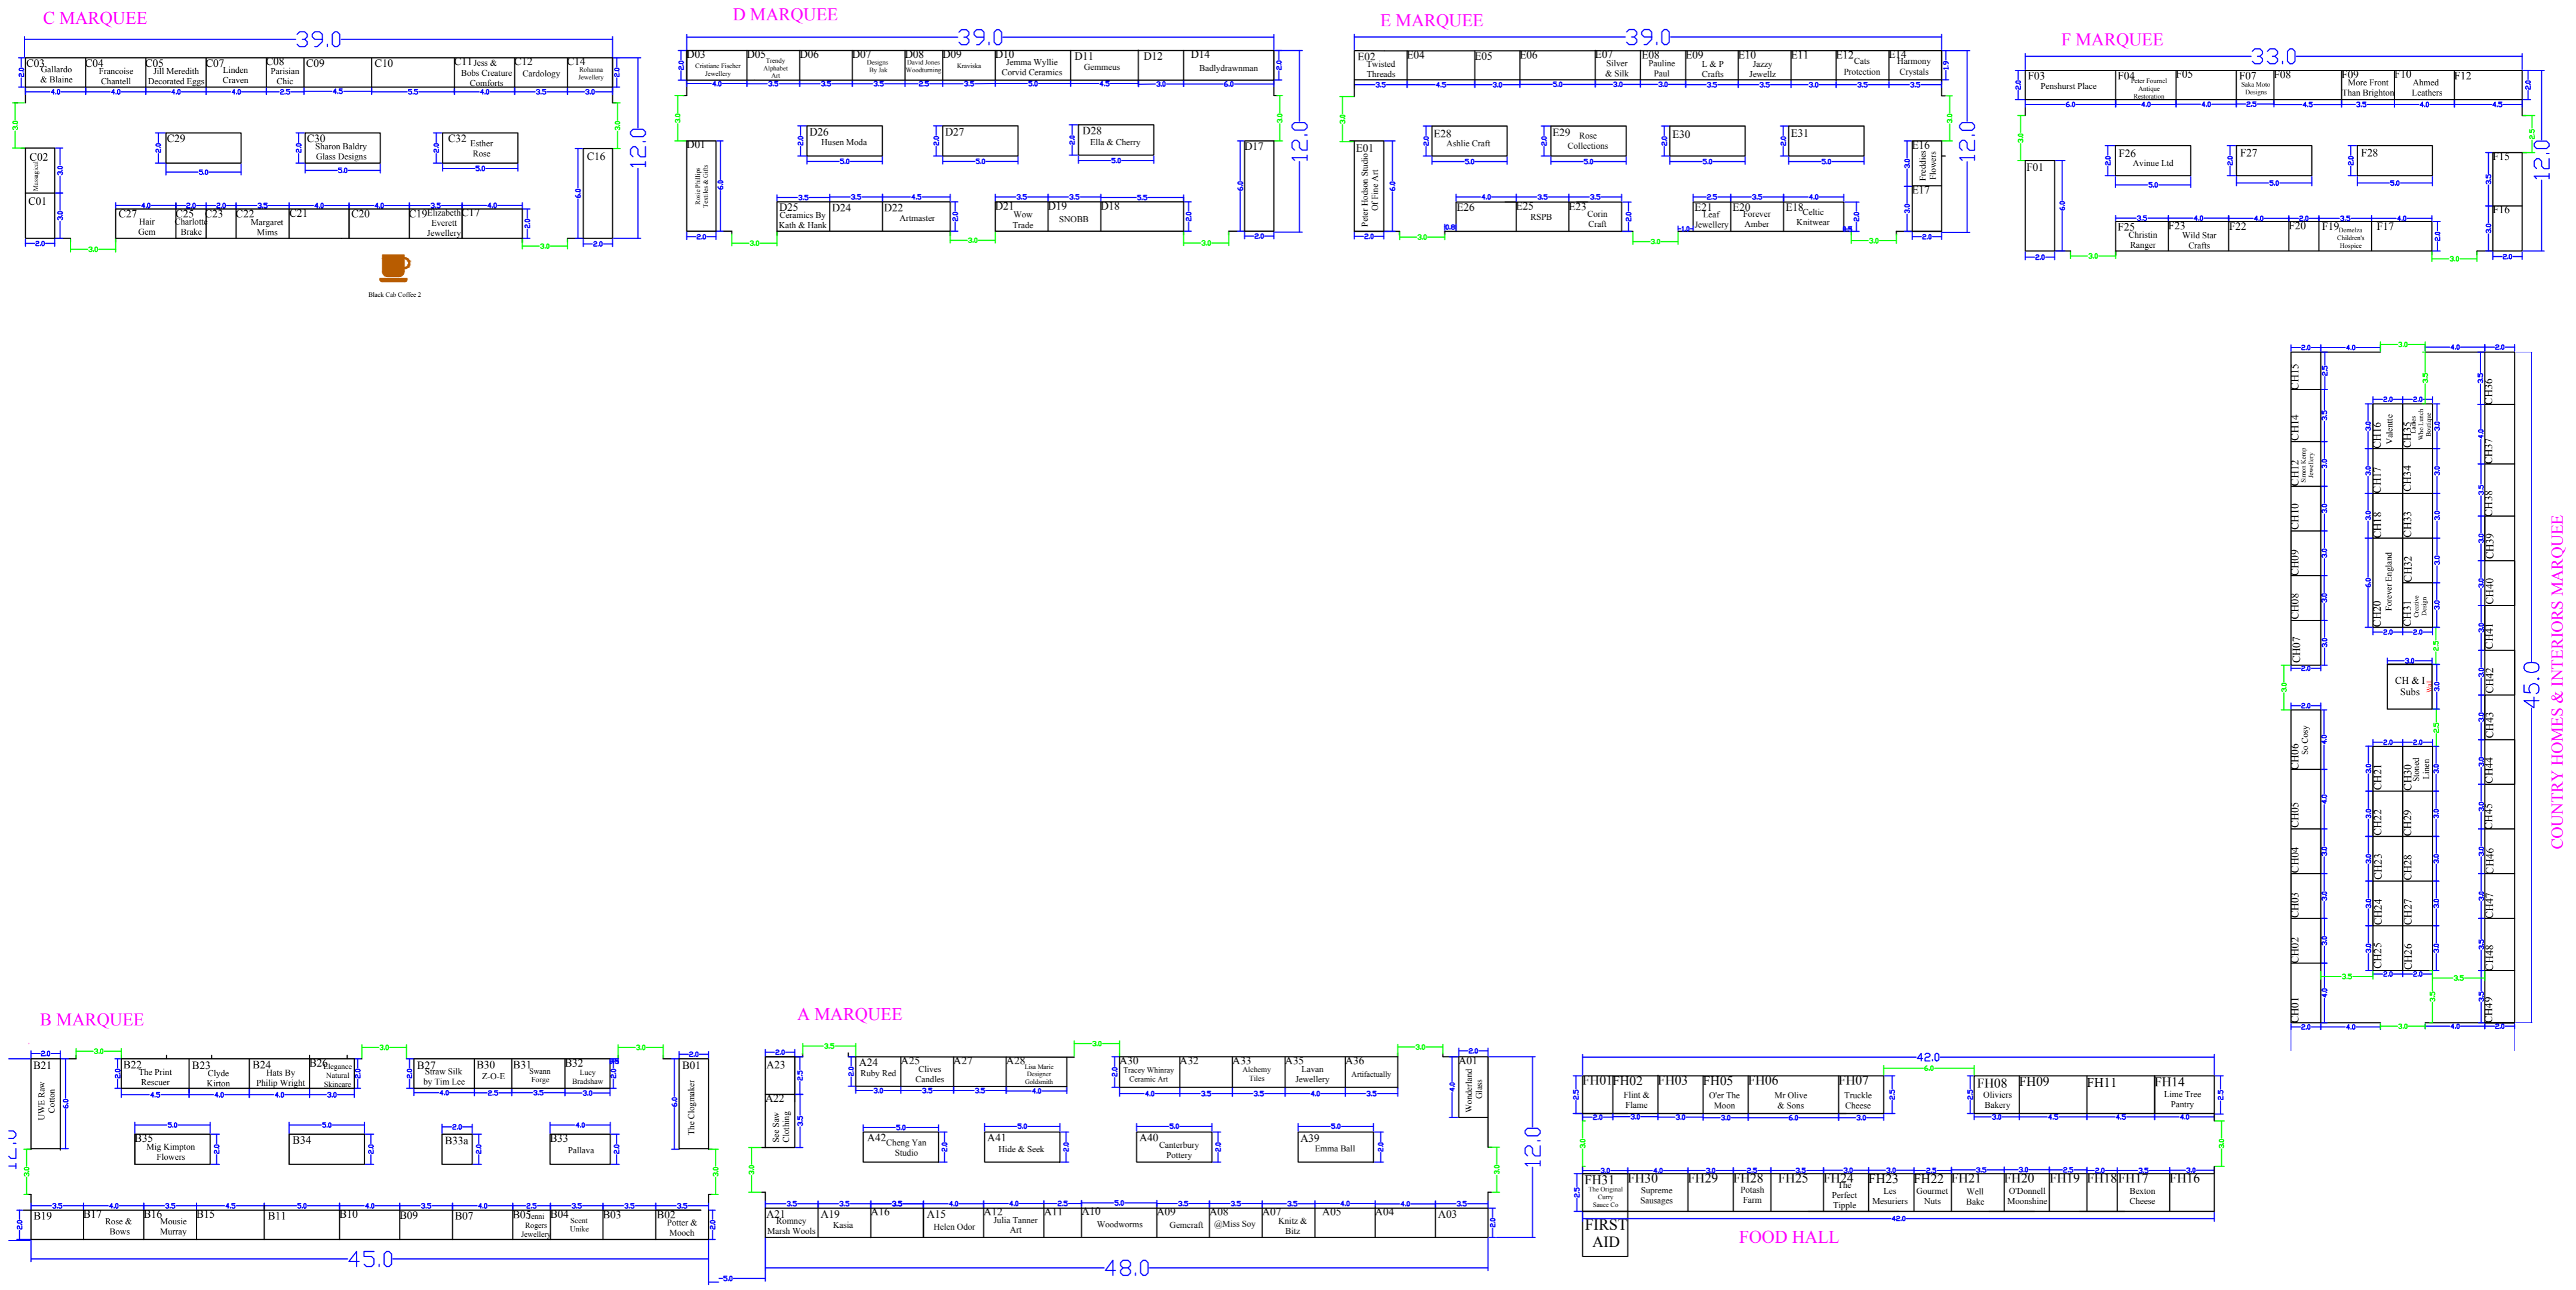 C MARQUEE
39.0
C03 Gallardo
& Blaine
C04 Francoise
Chantell
C05 Jill Meredith
Decorated Eggs
C07 Linden
Craven
C08 Parisian
Chic
C09
C10
C11 Jess &
Bobs Creature
Comforts
C12 Cardology
C14 Rohanna
Jewellery
C29
C30 Sharon Baldry
Glass Designs
C32 Esther
Rose
C02
C01
C16
12.0
C27 Hair
Gem
C25 Charlotte
Brake
C23
C22 Margaret
Mims
C21
C20
C19 Elizabeth
Everett
Jewellery
C17
Black Cab Coffee 2
D MARQUEE
39.0
D03 Cristiane Fischer
Jewellery
D05 Trendy
Alphabet
Art
D06
D07 Designs
By Jak
D08 David Jones
Woodturning
D09 Kraviska
D10 Jemma Wyllie
Corvid Ceramics
D11 Gemmeus
D12
D14 Badlydrawnman
D26 Husen Moda
D27
D28 Ella & Cherry
D01 Rosie Phillips
Textiles & Gifts
D17
12.0
D25 Ceramics By
Kath & Hank
D24
D22 Artmaster
D21 Wow
Trade
D19 SNOBB
D18
E MARQUEE
39.0
E02 Twisted
Threads
E04
E05
E06
E07 Silver
& Silk
E08 Pauline
Paul
E09 L & P
Crafts
E10 Jazzy
Jewellz
E11
E12 Cats
Protection
E14 Harmony
Crystals
E28 Ashlie Craft
E29 Rose
Collections
E30
E31
E01 Peter Hodson Studio
Of Fine Art
E16 Freddies
Flowers
E17
12.0
E26
E25 RSPB
E23 Corin
Craft
E21 Leaf
Jewellery
E20 Forever
Amber
E18 Celtic
Knitwear
F MARQUEE
33.0
F03 Penshurst Place
F04 Peter Fournel
Antique
Restoration
F05
F07 Saka Moto
Designs
F08
F09 More Front
Than Brighton
F10 Ahmed
Leathers
F12
F26 Avinue Ltd
F27
F28
F01
F15
F16
12.0
F25 Christin
Ranger
F23 Wild Star
Crafts
F22
F20
F19 Demelza
Children's
Hospice
F17
COUNTRY HOMES & INTERIORS MARQUEE
45.0
CH15
CH14
CH12 Simon Kemp
Jewellery
CH10
CH09
CH08
CH07
CH06 So Cosy
CH05
CH04
CH03
CH02
CH01
CH16 Valentte
CH17
CH18
CH20 Forever England
CH35 Ladies
Who Lunch
Boutique
CH34
CH33
CH32
CH31 Creative
Design
CH & I
Subs
CH21
CH22
CH23
CH24
CH25
CH30 Stoned
Linen
CH29
CH28
CH27
CH26
CH36
CH37
CH38
CH39
CH40
CH41
CH42
CH43
CH44
CH45
CH46
CH47
CH48
CH49
B MARQUEE
B21 UWE Raw
Cotton
B22 The Print
Rescuer
B23 Clyde
Kirton
B24 Hats By
Philip Wright
B26 Elegance
Natural
Skincare
B27 Straw Silk
by Tim Lee
B30 Z-O-E
B31 Swann
Forge
B32 Lucy
Bradshaw
B01 The Clogmaker
B35 Mig Kimpton
Flowers
B34
B33a
B33 Pallava
12.0
B19
B17 Rose &
Bows
B16 Mousie
Murray
B15
B11
B10
B09
B07
B05 Jenni
Rogers
Jewellery
B04 Scent
Unike
B03
B02 Potter &
Mooch
45.0
5.0
A MARQUEE
A23
A22 See Saw
Clothing
A24 Ruby Red
A25 Clives
Candles
A27
A28 Lisa Marie
Designer
Goldsmith
A30 Tracey Whinray
Ceramic Art
A32
A33 Alchemy
Tiles
A35 Lavan
Jewellery
A36 Artifactually
A01 Wonderland
Glass
A42 Cheng Yan
Studio
A41 Hide & Seek
A40 Canterbury
Pottery
A39 Emma Ball
12.0
A21 Romney
Marsh Wools
A19 Kasia
A16
A15 Helen Odor
A12 Julia Tanner
Art
A11
A10 Woodworms
A09 Gemcraft
A08 @Miss Soy
A07 Knitz &
Bitz
A05
A04
A03
48.0
42.0
FH01
FH02 Flint &
Flame
FH03
FH05 O'er The
Moon
FH06 Mr Olive
& Sons
FH07 Truckle
Cheese
6.0
FH08 Oliviers
Bakery
FH09
FH11
FH14 Lime Tree
Pantry
FH31 The Original
Curry
Sauce Co
FH30 Supreme
Sausages
FH29
FH28 Potash
Farm
FH25
FH24 The
Perfect
Tipple
FH23 Les
Mesuriers
FH22 Gourmet
Nuts
FH21 Well
Bake
FH20 O'Donnell
Moonshine
FH19
FH18
FH17 Bexton
Cheese
FH16
42.0
FIRST
AID
FOOD HALL